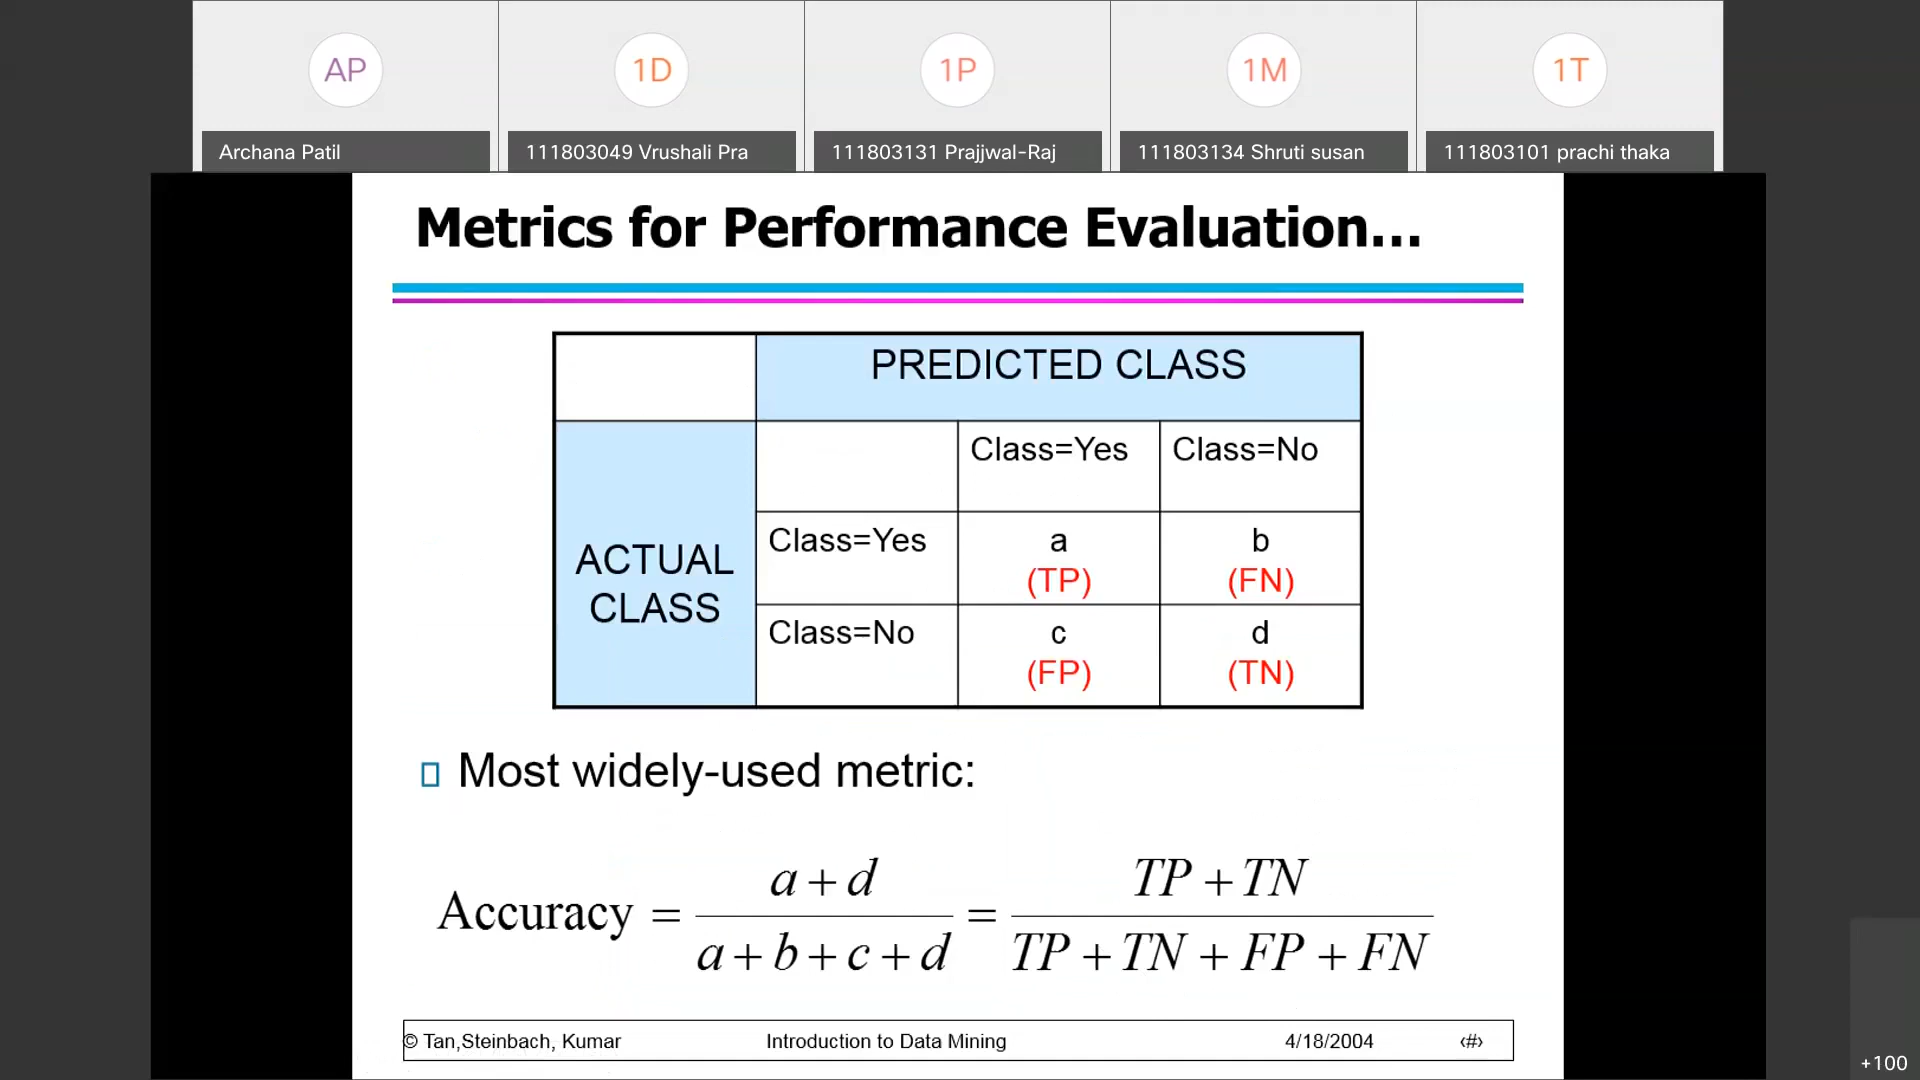 AP
1D
1P
1M
1T
Archana Patil
111803049 Vrushali Pra
111803131 Prajjwal-Raj
111803134 Shruti susan
111803101 prachi thaka
Metrics for Performance Evaluation...
PREDICTED CLASS
Class=Yes Class=No
ACTUAL
CLASS
Class=Yes
a
(TP)
b
(FN)
Class=No
c
(FP)
d
(TN)
Most widely-used metric:
Accuracy = a + d / a + b + c + d = TP + TN / TP + TN + FP + FN
© Tan,Steinbach, Kumar Introduction to Data Mining 4/18/2004 ‹#›
+100